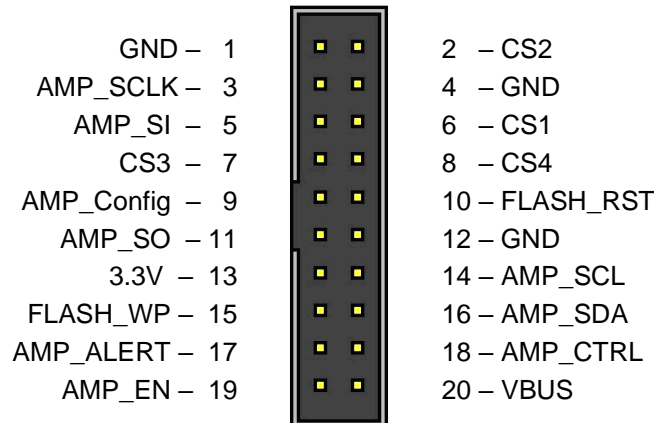 GND – 1 2 – CS2
AMP_SCLK – 3 4 – GND
AMP_SI – 5 6 – CS1
CS3 – 7 8 – CS4
AMP_Config – 9 10 – FLASH_RST
AMP_SO – 11 12 – GND
3.3V – 13 14 – AMP_SCL
FLASH_WP – 15 16 – AMP_SDA
AMP_ALERT – 17 18 – AMP_CTRL
AMP_EN – 19 20 – VBUS